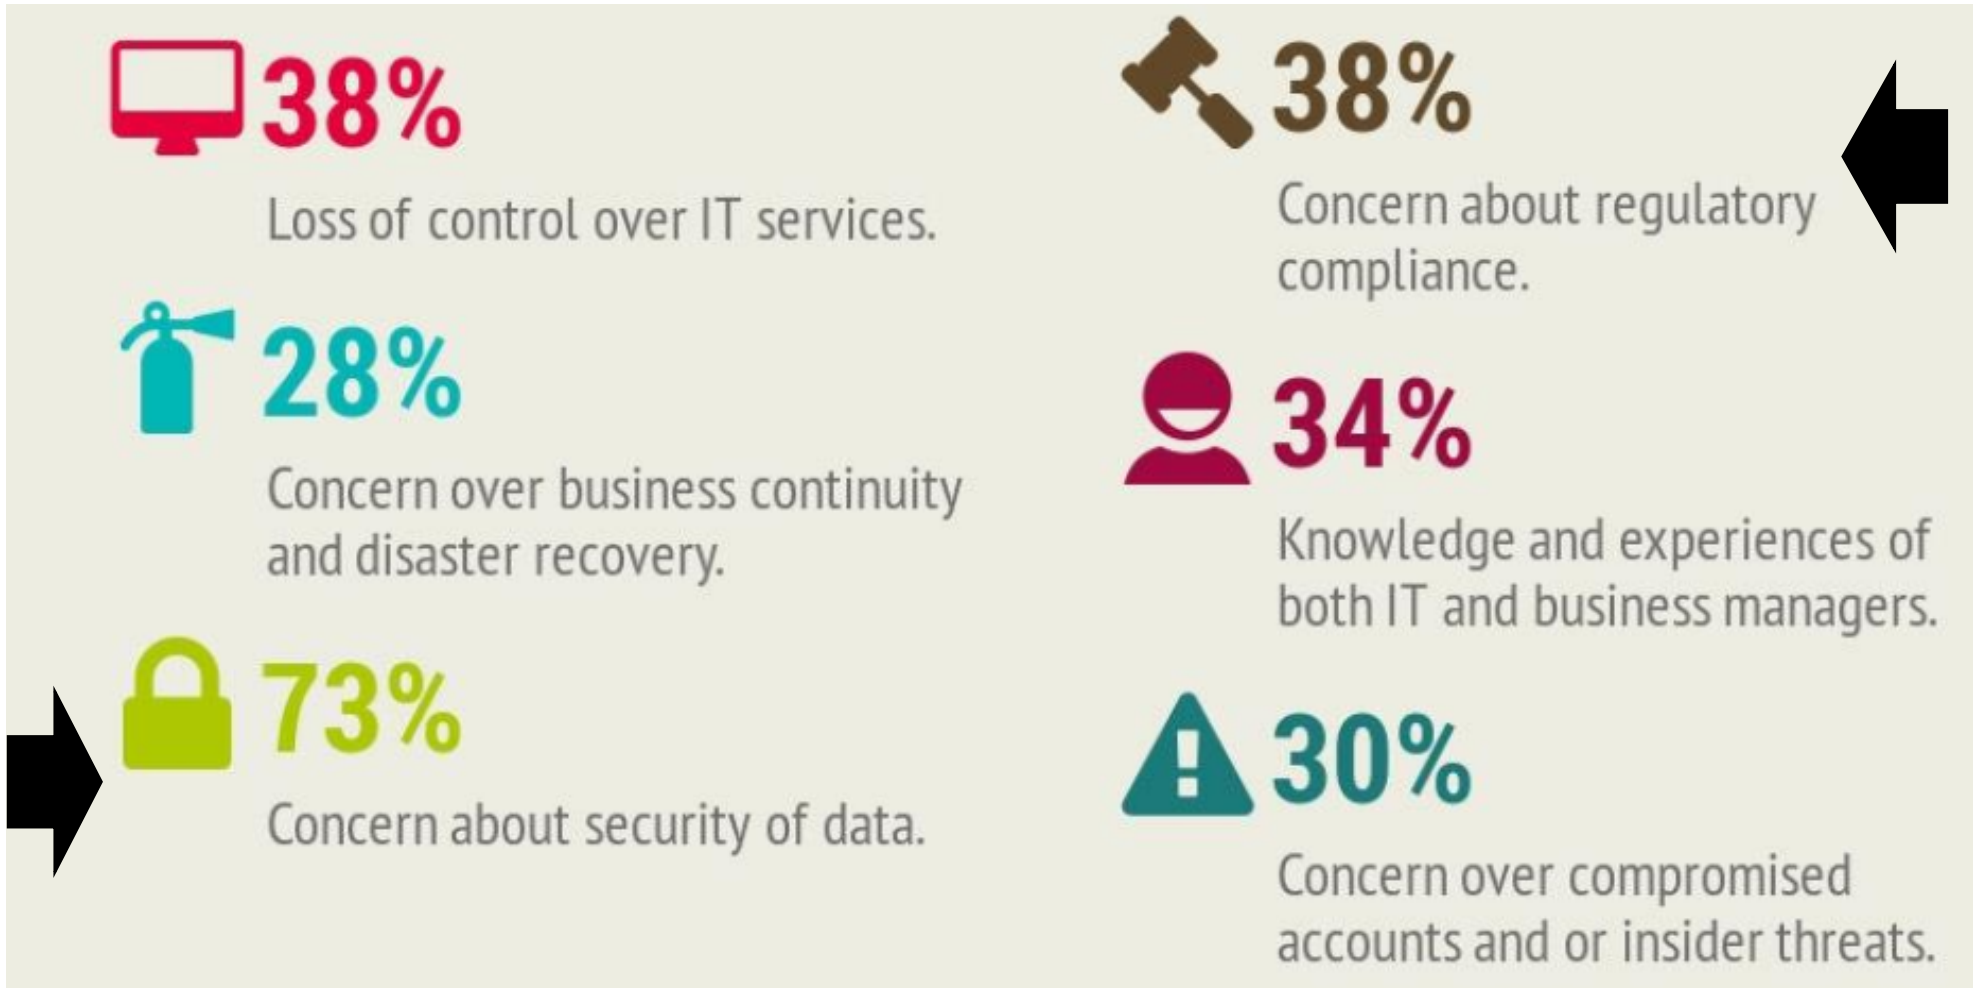 38%
Loss of control over IT services.
28%
Concern over business continuity
and disaster recovery.
73%
Concern about security of data.
38%
Concern about regulatory
compliance.
34%
Knowledge and experiences of
both IT and business managers.
30%
Concern over compromised
accounts and or insider threats.